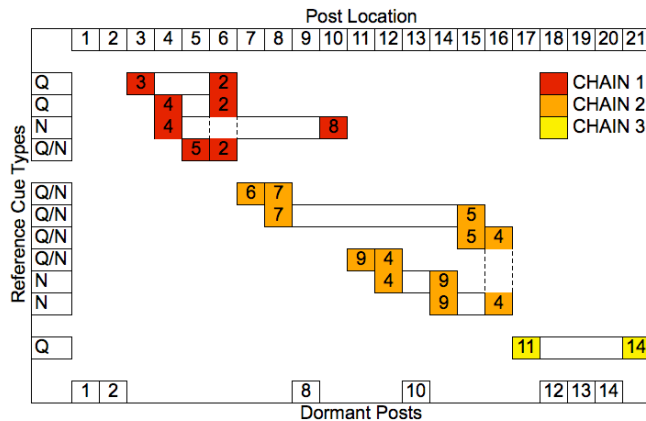 Post Location
1 2 3 4 5 6 7 8 9 10 11 12 13 14 15 16 17 18 19 20 21
Reference Cue Types
Q 3 2 CHAIN 1
Q 4 2 CHAIN 2
N 4 8 CHAIN 3
Q/N 5 2
Q/N 6 7
Q/N 7 5
Q/N 5 4
Q/N 9 4
N 4 9
N 9 4
Q 11 14
1 2 8 10 12 13 14
Dormant Posts